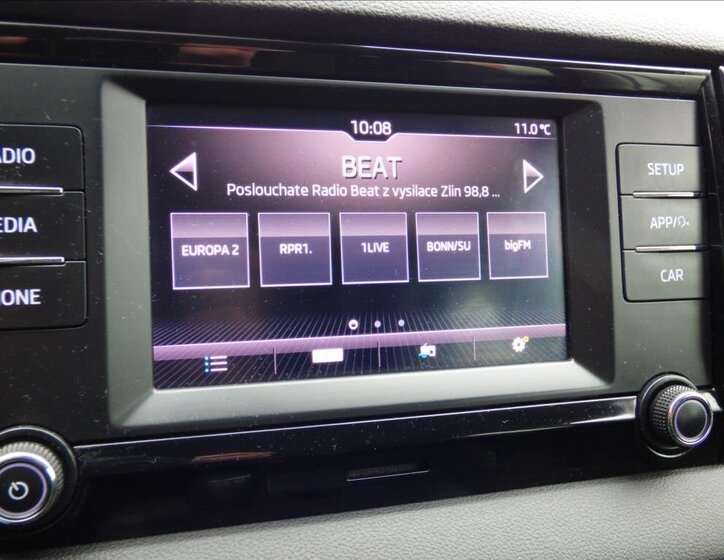 10:08
11.0°C
BEAT
Poslouchate Radio Beat z vysilace Zlin 98,8 ...
EUROPA 2
RPR1.
1LIVE
BONN/SU
bigFM
ADIO
EDIA
ONE
SETUP
APP/
CAR